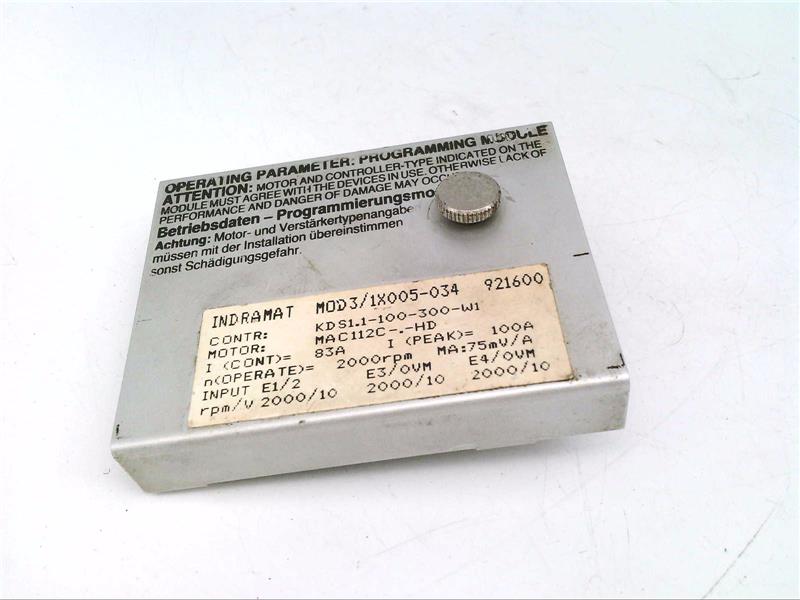 OPERATING PARAMETER: PROGRAMMING MODULE
ATTENTION: MOTOR AND CONTROLLER-TYPE INDICATED ON THE
MODULE MUST AGREE WITH THE DEVICES IN USE. OTHERWISE LACK OF
PERFORMANCE AND DANGER OF DAMAGE MAY OCC
Betriebsdaten – Programmierungsmo
Achtung: Motor- und Verstärkertypenangabe
müssen mit der Installation übereinstimmen
sonst Schädigungsgefahr.
INDRAMAT MOD3/1X005-034 921600
CONTR: KDS1.1-100-300-W1
MOTOR: MAC112C-.-HD
I (CONT)= 83A I (PEAK)= 100A
n(OPERATE)= 2000rpm MA:75mV/A
INPUT E1/2 E3/0VM E4/0VM
rpm/V 2000/10 2000/10 2000/10